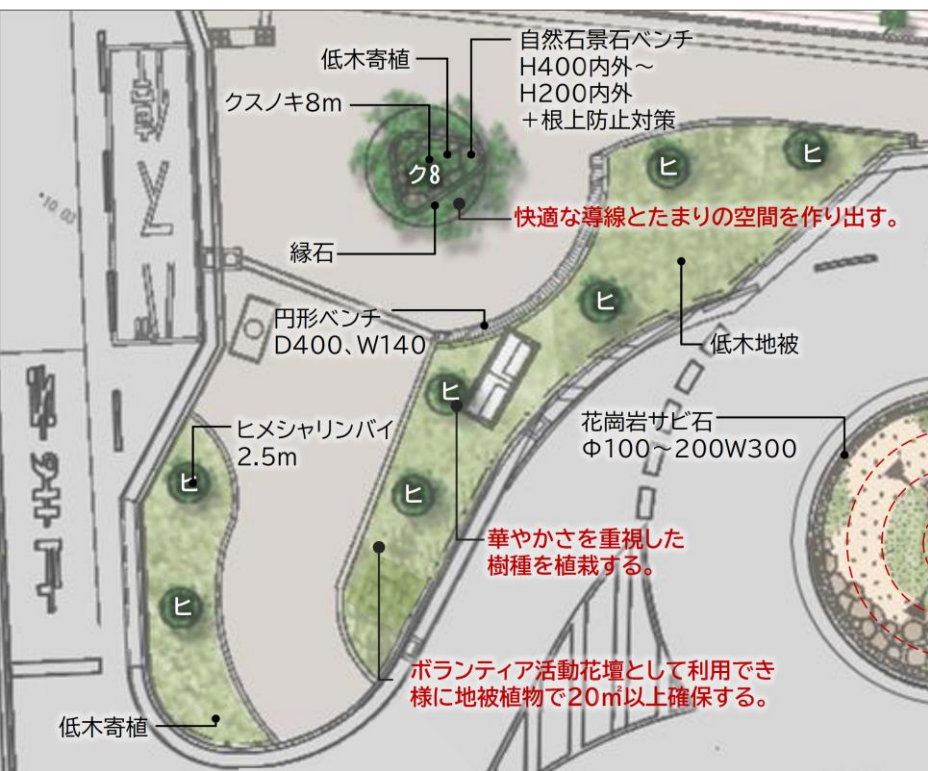 自然石景石ベンチ
H400内外～
H200内外
＋根上防止対策
低木寄植
クスノキ8m
ク8
ヒ
ヒ
快適な導線とたまりの空間を作り出す。
縁石
ヒ
円形ベンチ
D400、W140
低木地被
ヒ
花崗岩サビ石
Φ100～200W300
ヒメシャリンバイ
2.5m
ヒ
ヒ
華やかさを重視した
樹種を植栽する。
ヒ
ボランティア活動花壇として利用でき
様に地被植物で20㎡以上確保する。
低木寄植